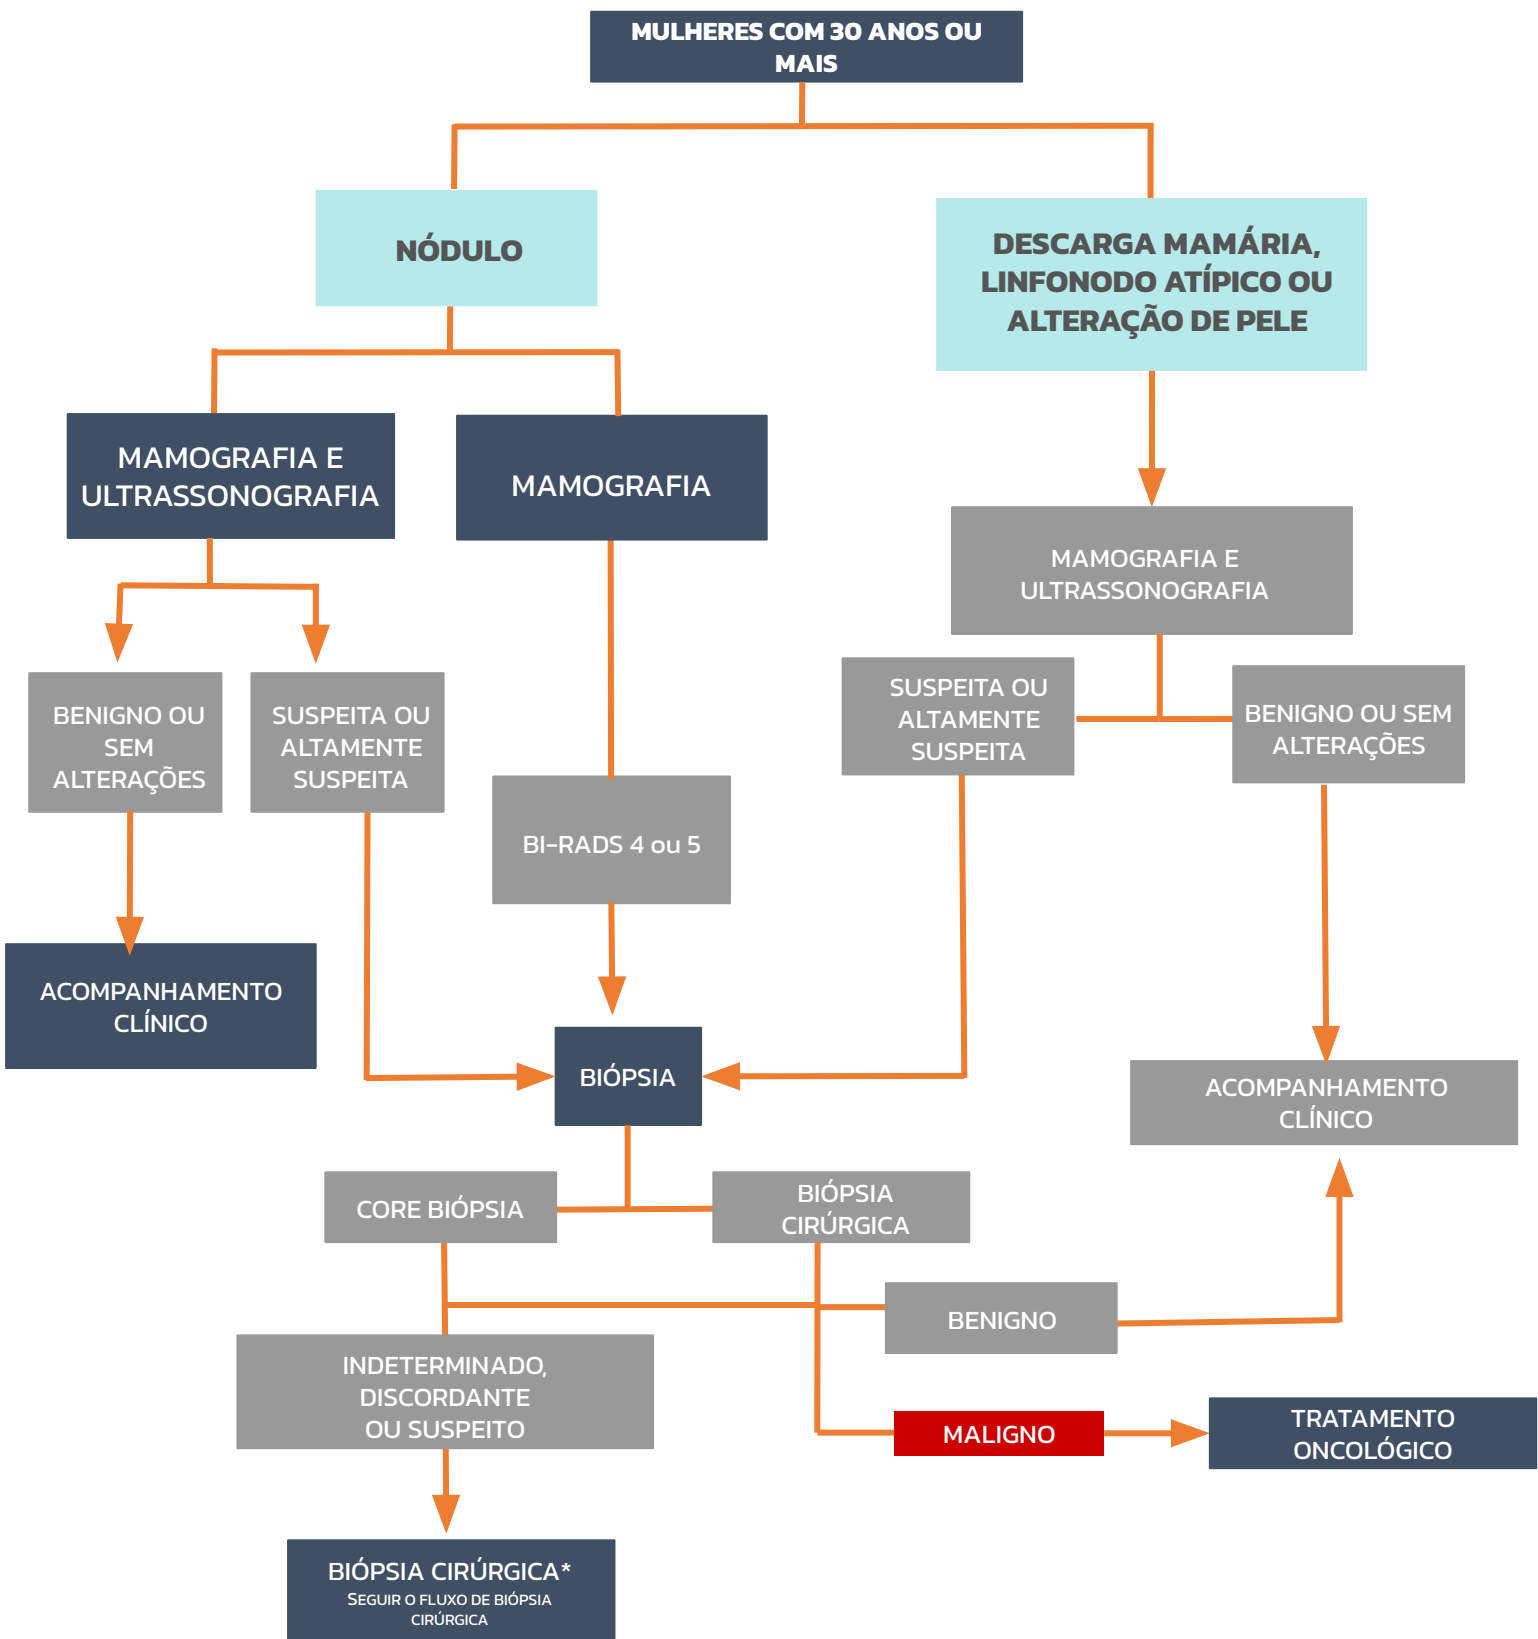 MULHERES COM 30 ANOS OU
MAIS
NÓDULO
DESCARGA MAMÁRIA,
LINFONODO ATÍPICO OU
ALTERAÇÃO DE PELE
MAMOGRAFIA E
ULTRASSONOGRAFIA
MAMOGRAFIA
MAMOGRAFIA E
ULTRASSONOGRAFIA
BENIGNO OU
SEM
ALTERAÇÕES
SUSPEITA OU
ALTAMENTE
SUSPEITA
SUSPEITA OU
ALTAMENTE
SUSPEITA
BENIGNO OU SEM
ALTERAÇÕES
BI-RADS 4 ou 5
ACOMPANHAMENTO
CLÍNICO
BIÓPSIA
ACOMPANHAMENTO
CLÍNICO
CORE BIÓPSIA
BIÓPSIA
CIRÚRGICA
BENIGNO
INDETERMINADO,
DISCORDANTE
OU SUSPEITO
MALIGNO
TRATAMENTO
ONCOLÓGICO
BIÓPSIA CIRÚRGICA*
SEGUIR O FLUXO DE BIÓPSIA
CIRÚRGICA